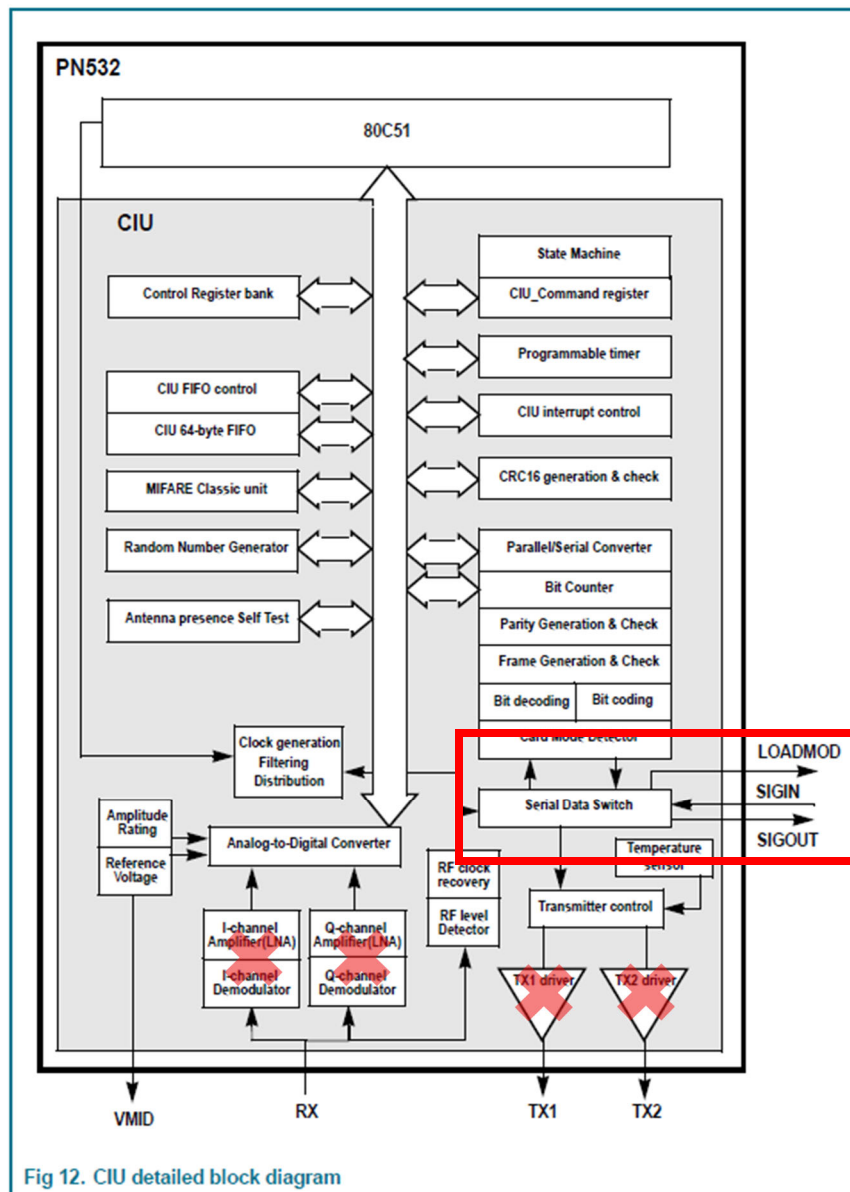 PN532
80C51
CIU
State Machine
Control Register bank
CIU_Command register
Programmable timer
CIU FIFO control
CIU interrupt control
CIU 64-byte FIFO
MIFARE Classic unit
CRC16 generation & check
Random Number Generator
Parallel/Serial Converter
Bit Counter
Antenna presence Self Test
Parity Generation & Check
Frame Generation & Check
Bit decoding
Bit coding
Card Mode Detector
Clock generation
Filtering
Distribution
LOADMOD
SIGIN
Serial Data Switch
SIGOUT
Amplitude
Rating
Reference
Voltage
Analog-to-Digital Converter
RF clock
recovery
RF level
Detector
Temperature
sensor
Transmitter control
I-channel
Amplifier(LNA)
I-channel
Demodulator
Q-channel
Amplifier(LNA)
Q-channel
Demodulator
TX1 driver
TX2 driver
VMID
RX
TX1
TX2
Fig 12. CIU detailed block diagram